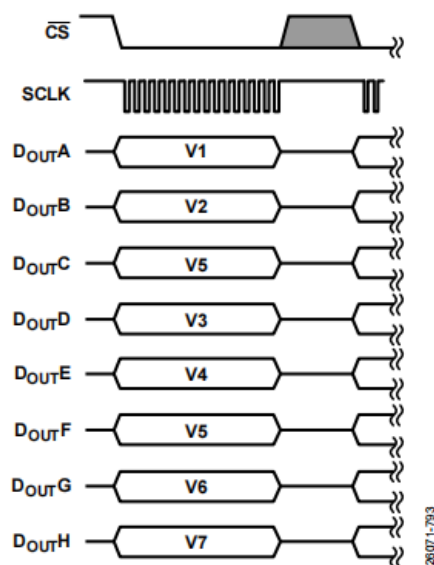 CS
SCLK
DOUTA V1
DOUTB V2
DOUTC V5
DOUTD V3
DOUTE V4
DOUTF V5
DOUTG V6
DOUTH V7
26071-793